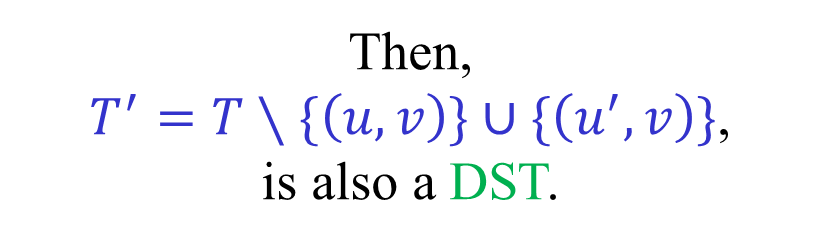 Then,
𝑇′ = 𝑇 \ {(𝑢, 𝑣)} ∪ {(𝑢′, 𝑣)},
is also a DST.